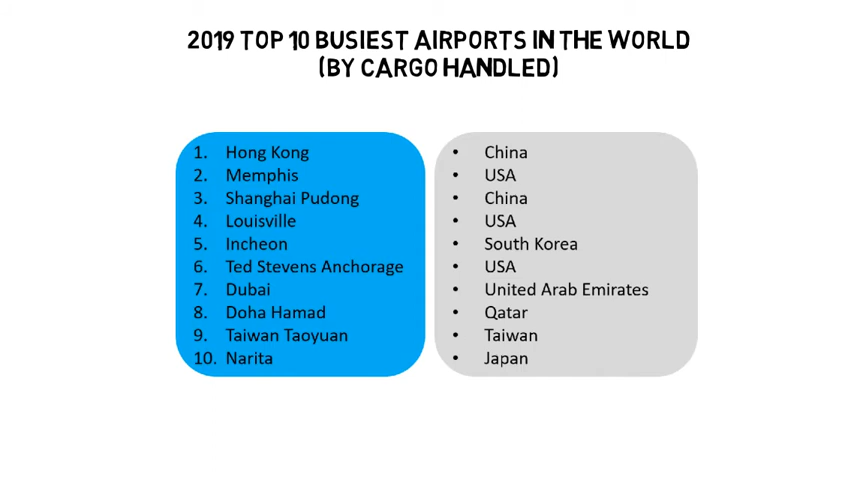 2019 TOP 10 BUSIEST AIRPORTS IN THE WORLD
(BY CARGO HANDLED)
1. Hong Kong
2. Memphis
3. Shanghai Pudong
4. Louisville
5. Incheon
6. Ted Stevens Anchorage
7. Dubai
8. Doha Hamad
9. Taiwan Taoyuan
10. Narita
• China
• USA
• China
• USA
• South Korea
• USA
• United Arab Emirates
• Qatar
• Taiwan
• Japan